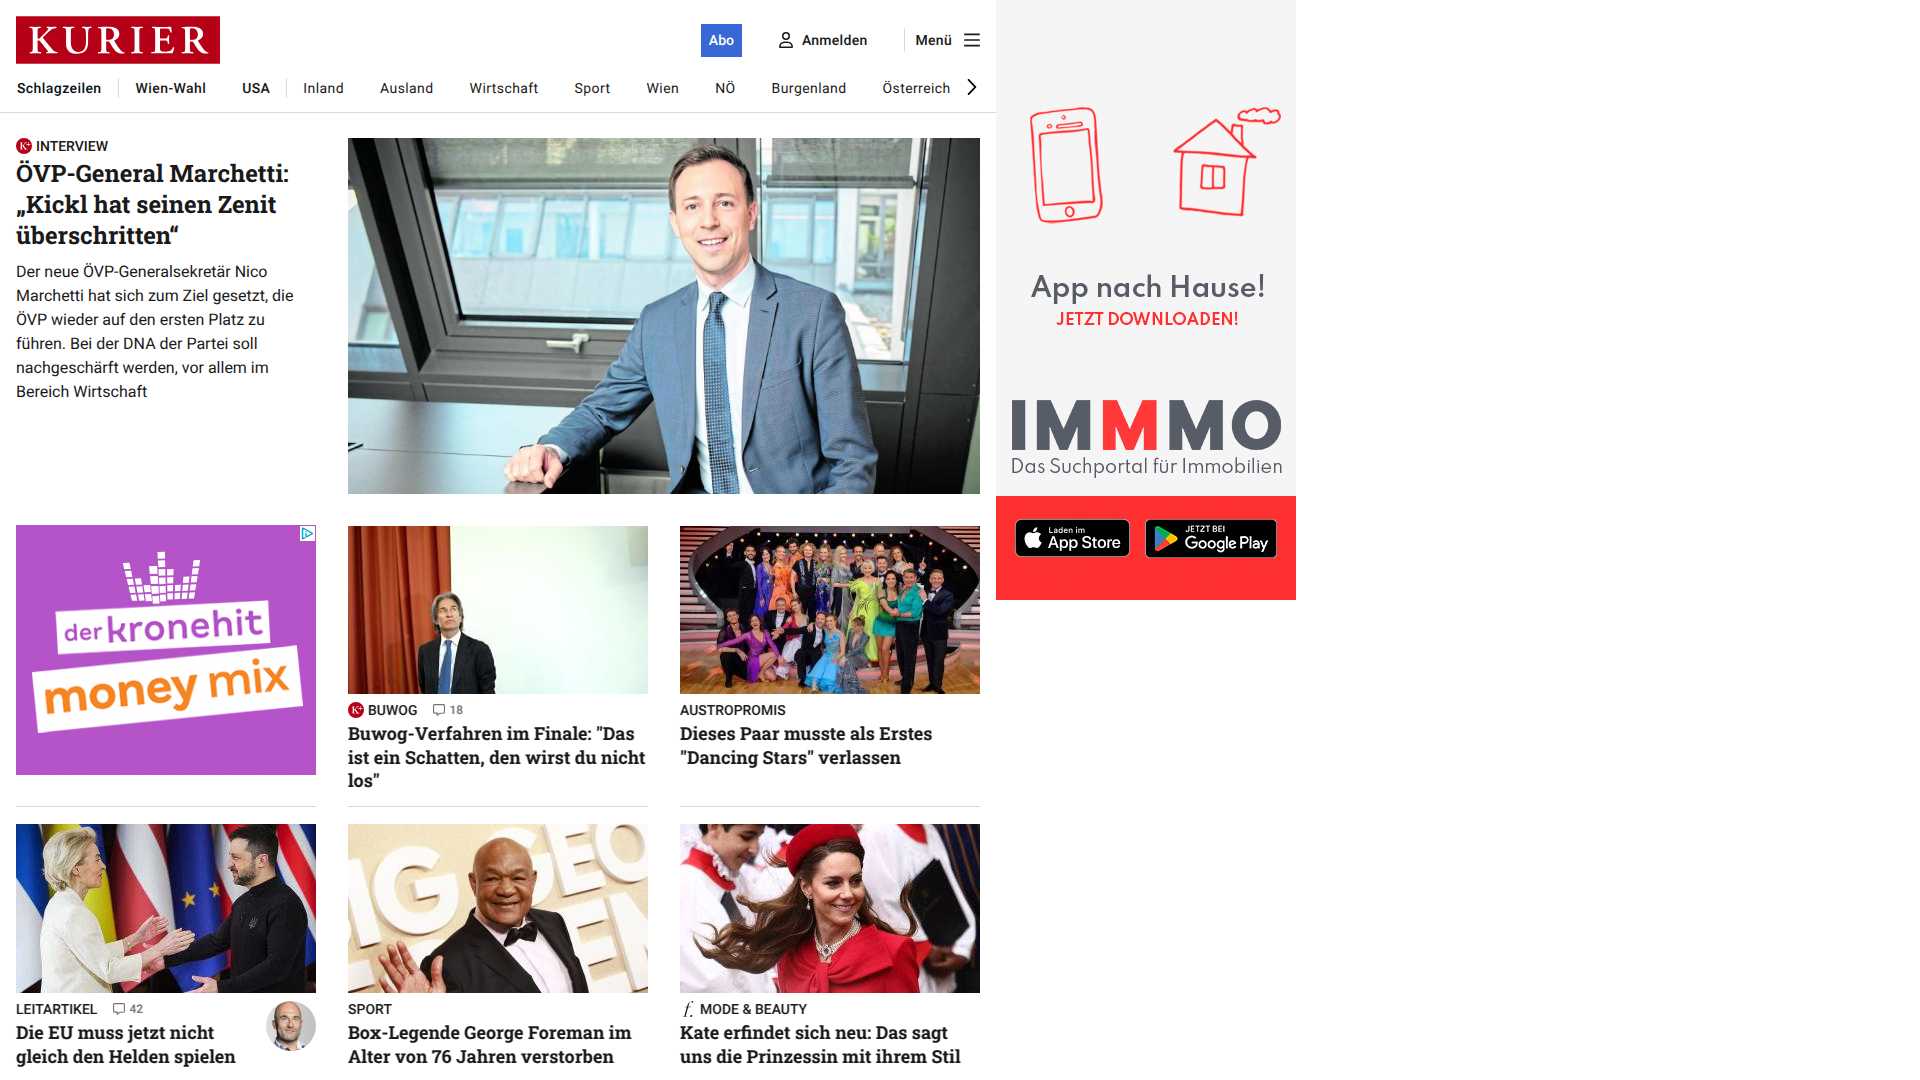 KURIER
Abo
Anmelden
Menü
Schlagzeilen
Wien-Wahl
USA
Inland
Ausland
Wirtschaft
Sport
Wien
NÖ
Burgenland
Österreich
K+ INTERVIEW
ÖVP-General Marchetti:
„Kickl hat seinen Zenit
überschritten“
Der neue ÖVP-Generalsekretär Nico
Marchetti hat sich zum Ziel gesetzt, die
ÖVP wieder auf den ersten Platz zu
führen. Bei der DNA der Partei soll
nachgeschärft werden, vor allem im
Bereich Wirtschaft
App nach Hause!
JETZT DOWNLOADEN!
IMMMO
Das Suchportal für Immobilien
Laden im
App Store
JETZT BEI
Google Play
der kronehit
money mix
K+ BUWOG 18
Buwog-Verfahren im Finale: "Das
ist ein Schatten, den wirst du nicht
los"
AUSTROPROMIS
Dieses Paar musste als Erstes
"Dancing Stars" verlassen
LEITARTIKEL 42
Die EU muss jetzt nicht
gleich den Helden spielen
SPORT
Box-Legende George Foreman im
Alter von 76 Jahren verstorben
f. MODE & BEAUTY
Kate erfindet sich neu: Das sagt
uns die Prinzessin mit ihrem Stil